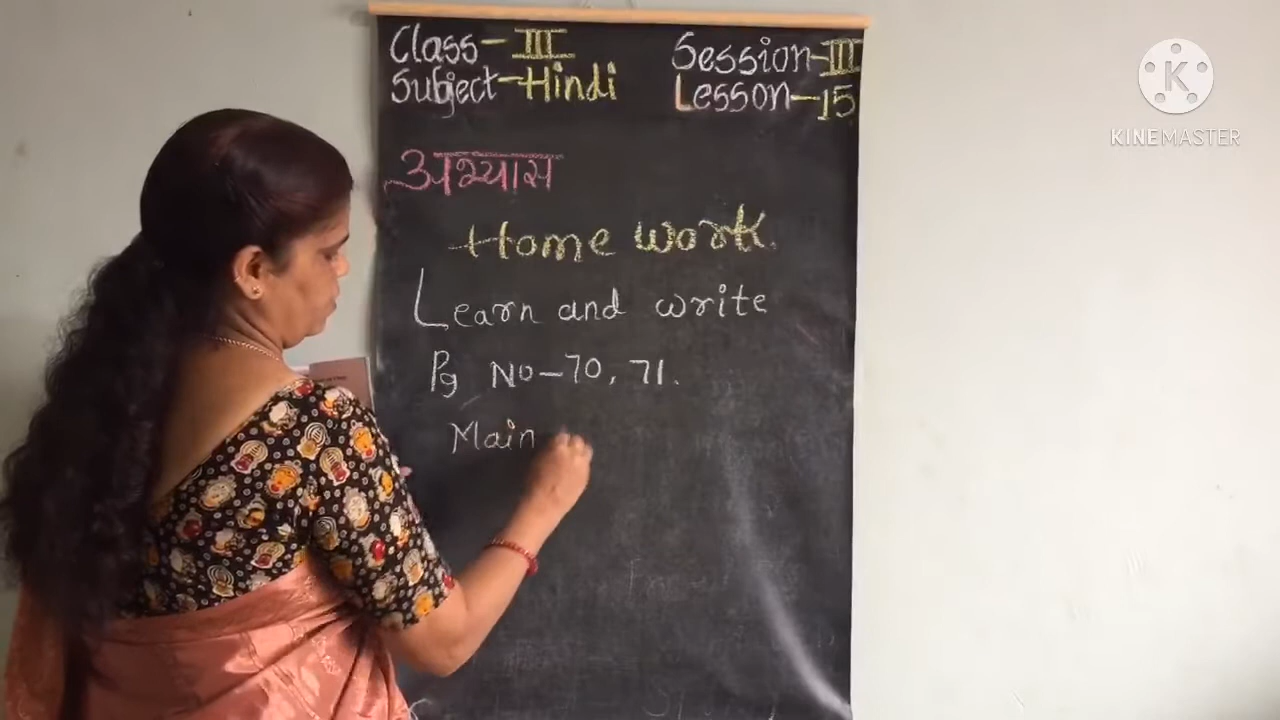 Class - III
Subject - Hindi
Session - III
Lesson - 15
अभ्यास
Home work.
Learn and write
Pg No - 70, 71.
Main
KINEMASTER